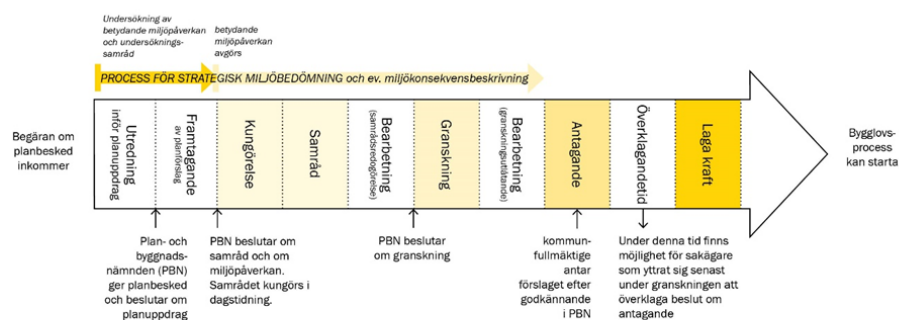 Undersökning av
betydande miljöpåverkan
och undersöknings-
samråd
betydande
miljöpåverkan
avgörs
PROCESS FÖR STRATEGISK MILJÖBEDÖMNING och ev. miljökonsekvensbeskrivning
Begäran om
planbesked
inkommer
Utredning
inför planuppdrag
Framtagande
av planförslag
Kungörelse
Samråd
Bearbetning
(samrådsredogörelse)
Granskning
Bearbetning
(granskningsutlåtande)
Antagande
Överklagandetid
Laga kraft
Bygglovs-
process
kan starta
Plan- och
byggnads-
nämnden (PBN)
ger planbesked
och beslutar om
planuppdrag
PBN beslutar om
samråd och om
miljöpåverkan.
Samrådet kungörs i
dagstidning.
PBN beslutar
om granskning
kommun-
fullmäktige
antar
förslaget efter
godkännande
i PBN
Under denna tid finns
möjlighet för sakägare
som yttrat sig senast
under granskningen att
överklaga beslut om
antagande